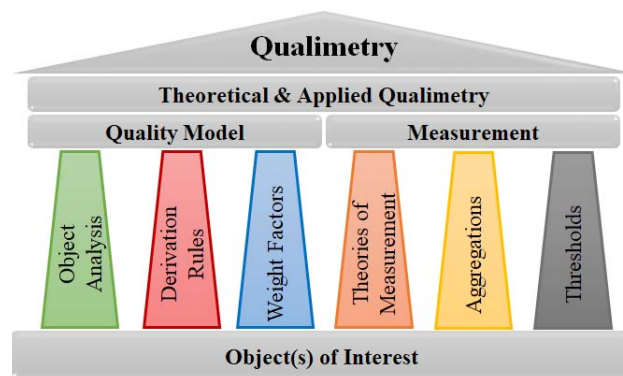 Qualimetry
Theoretical & Applied Qualimetry
Quality Model
Measurement
Object
Analysis
Derivation
Rules
Weight Factors
Theories of
Measurement
Aggregations
Thresholds
Object(s) of Interest